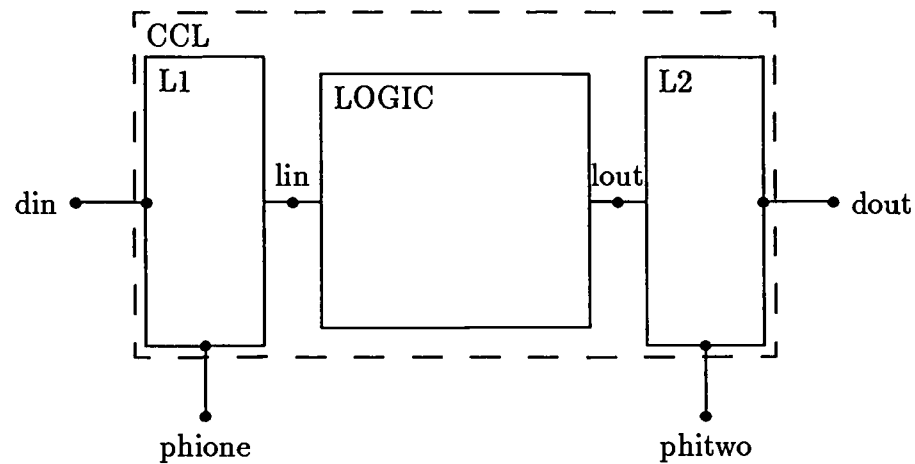 CCL
L1
LOGIC
L2
lin
lout
din
dout
phione
phitwo